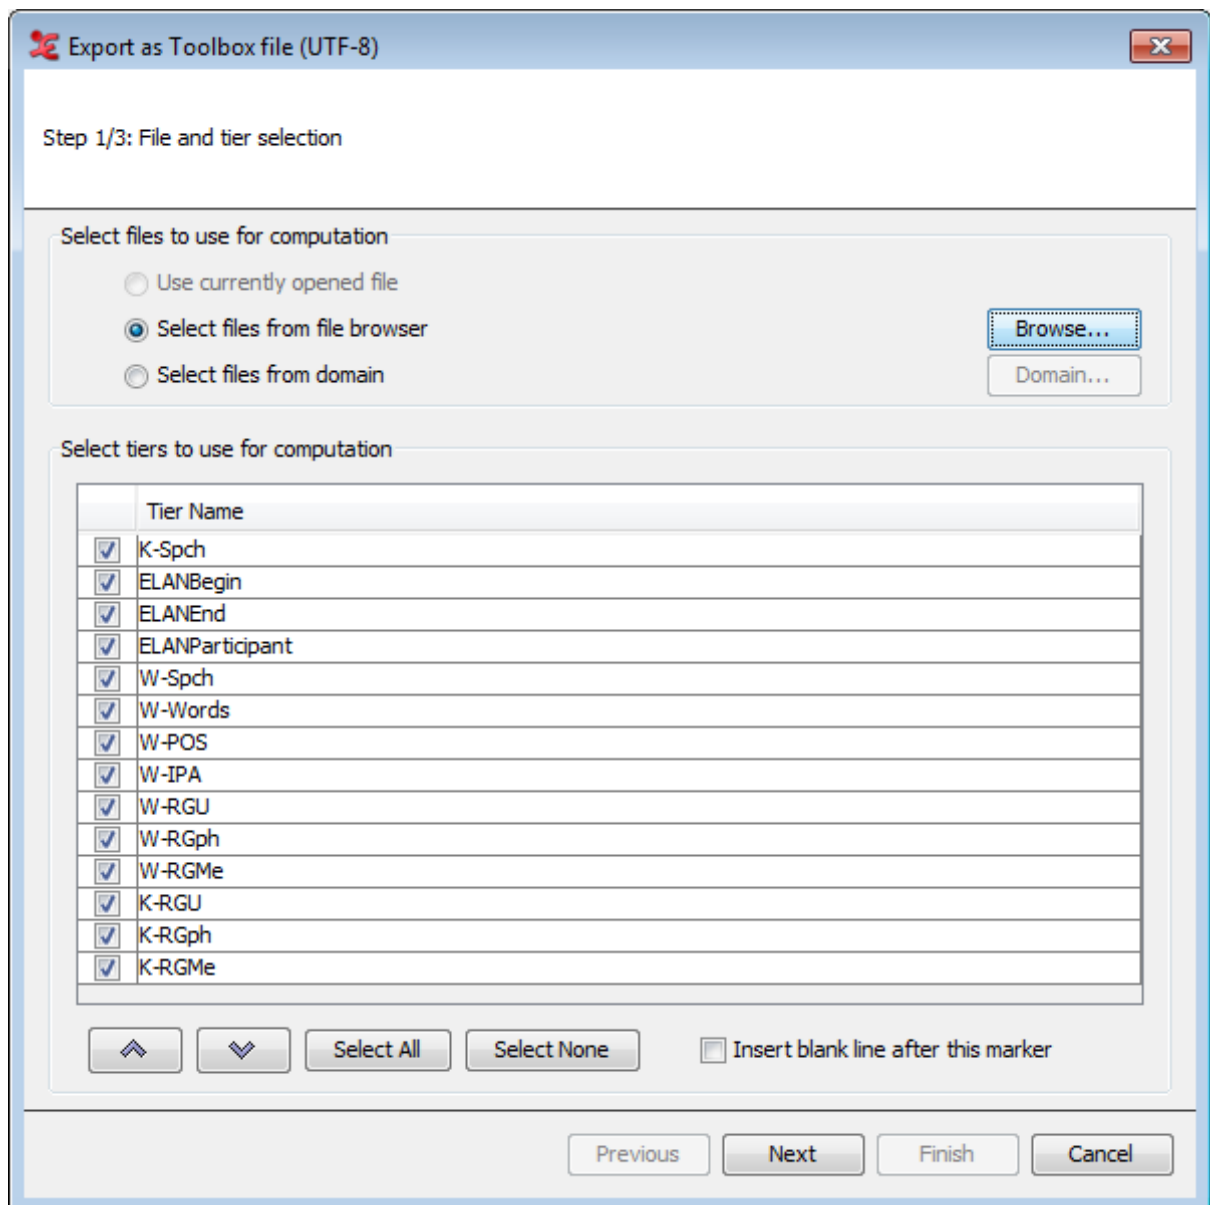 Export as Toolbox file (UTF-8)
Step 1/3: File and tier selection
Select files to use for computation
Use currently opened file
Select files from file browser
Browse...
Select files from domain
Domain...
Select tiers to use for computation
Tier Name
K-Spch
ELANBegin
ELANEnd
ELANParticipant
W-Spch
W-Words
W-POS
W-IPA
W-RGU
W-RGph
W-RGMe
K-RGU
K-RGph
K-RGMe
Select All
Select None
Insert blank line after this marker
Previous
Next
Finish
Cancel